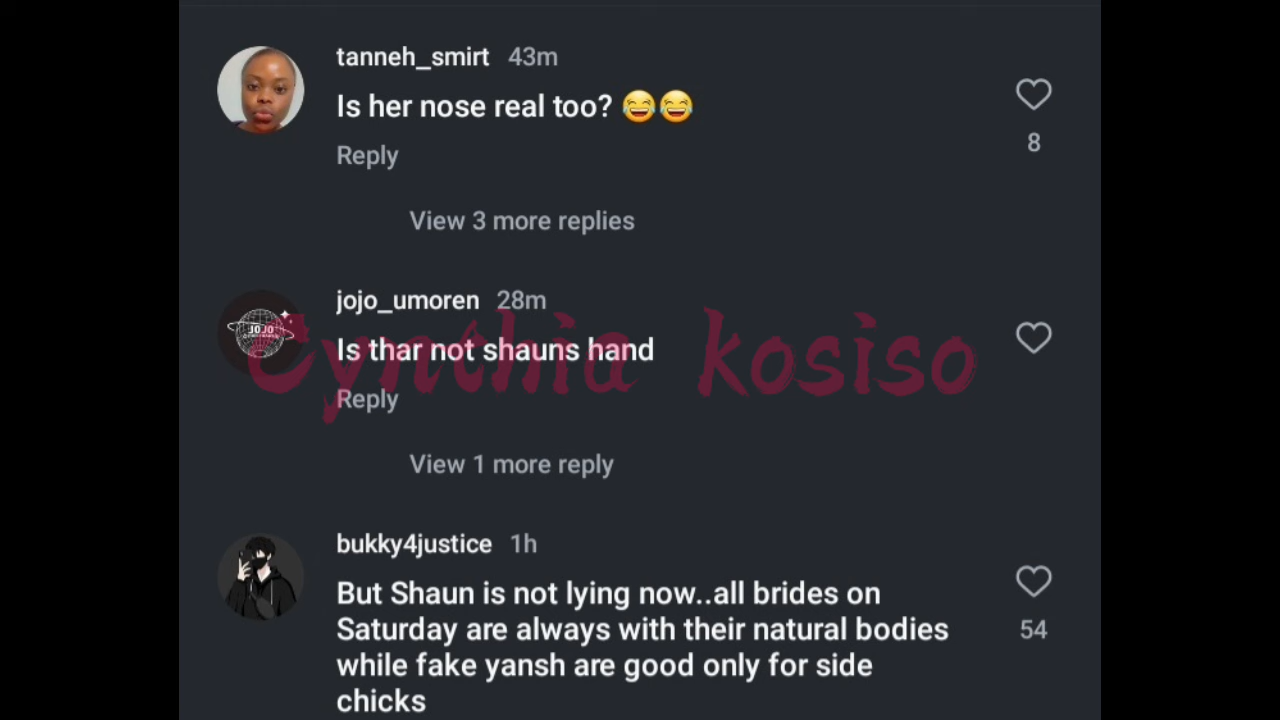 tanneh_smirt 43m
Is her nose real too? 😂😂
8
Reply
View 3 more replies
jojo_umoren 28m
JOJO
Is thar not shauns hand
Cynthia kosiso
Reply
View 1 more reply
bukky4justice 1h
But Shaun is not lying now..all brides on
Saturday are always with their natural bodies
54
while fake yansh are good only for side
chicks